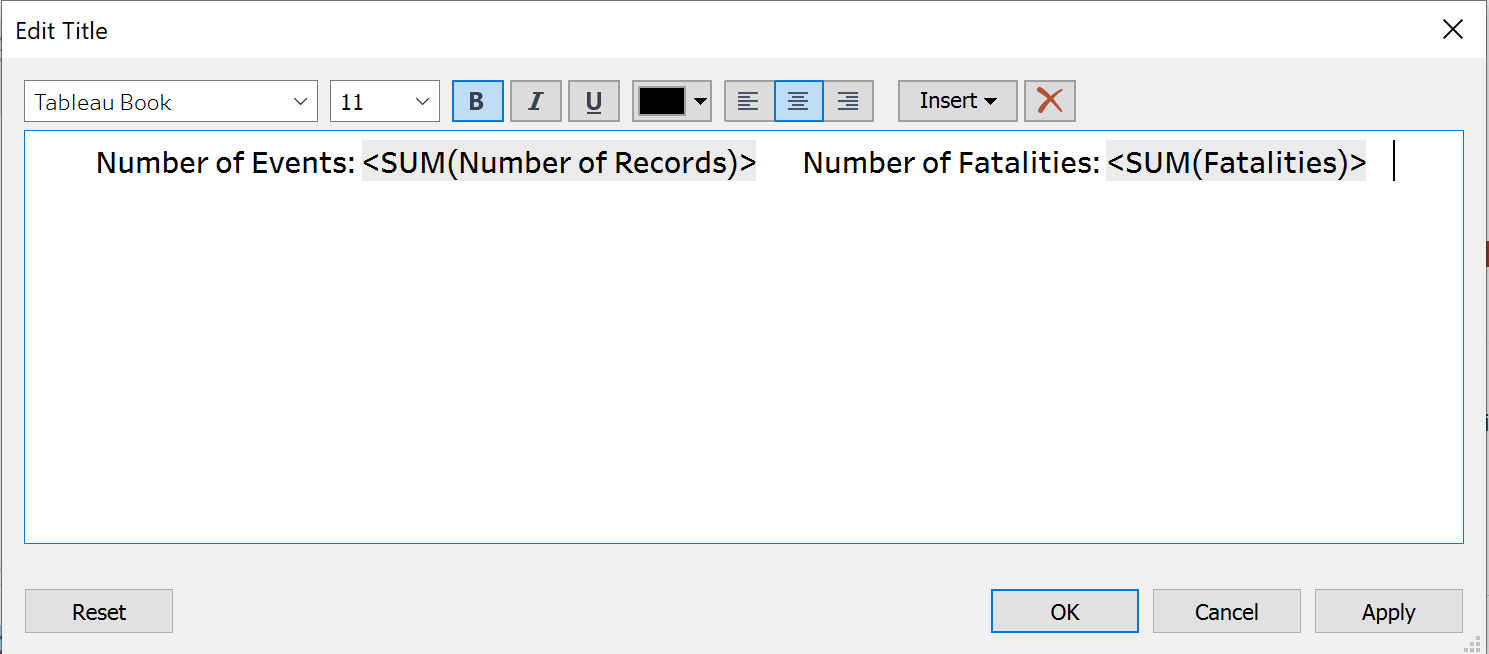 Edit Title
Tableau Book 11 B I U Insert
Number of Events: <SUM(Number of Records)> Number of Fatalities: <SUM(Fatalities)>
Reset OK Cancel Apply